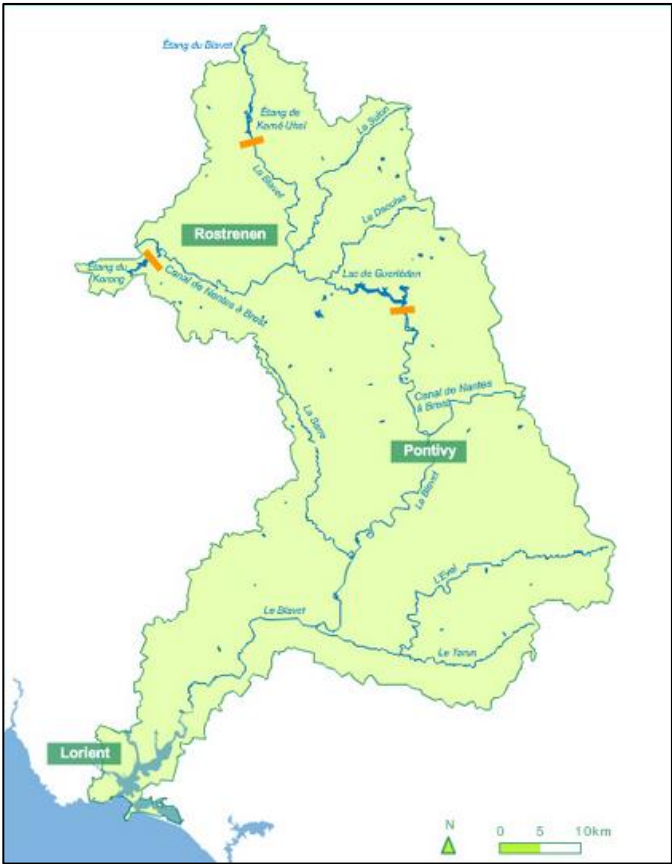 Étang du Blavet
Étang de
Kerné-Uhel
Le Sulon
Le Blavet
Le Daoulas
Rostrenen
Étang du
Korong
Canal de Nantes à Brest
Lac de Guerlédan
Canal de Nantes
à Brest
La Sarre
Pontivy
Le Blavet
L'Evel
Le Blavet
Le Tarun
Lorient
N
0 5 10km